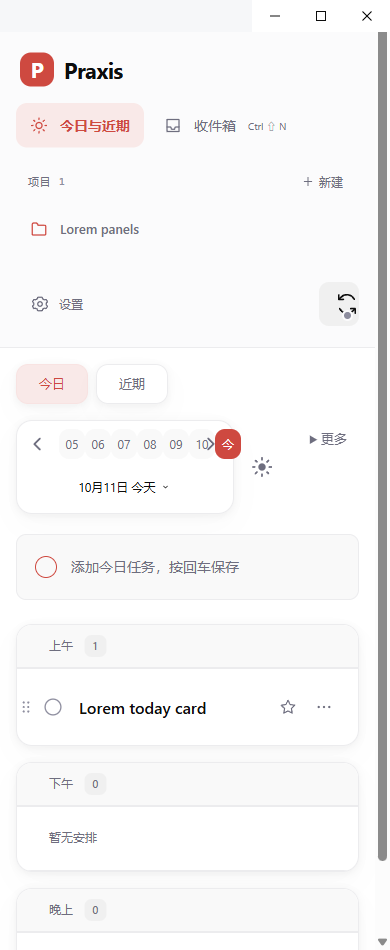 P Praxis
今日与近期 收件箱 Ctrl ⇧ N
项目 1 + 新建
Lorem panels
设置
今日 近期
05 06 07 08 09 10 今
▶ 更多
10月11日 今天
添加今日任务，按回车保存
上午 1
Lorem today card
下午 0
暂无安排
晚上 0